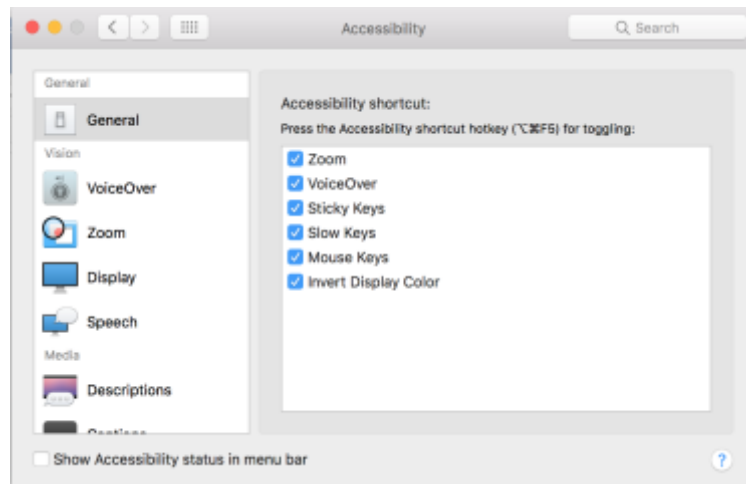 Accessibility
Search
General
General
Vision
VoiceOver
Zoom
Display
Speech
Media
Descriptions
Captions
Accessibility shortcut:
Press the Accessibility shortcut hotkey (⌥⌘F5) for toggling:
Zoom
VoiceOver
Sticky Keys
Slow Keys
Mouse Keys
Invert Display Color
Show Accessibility status in menu bar
?